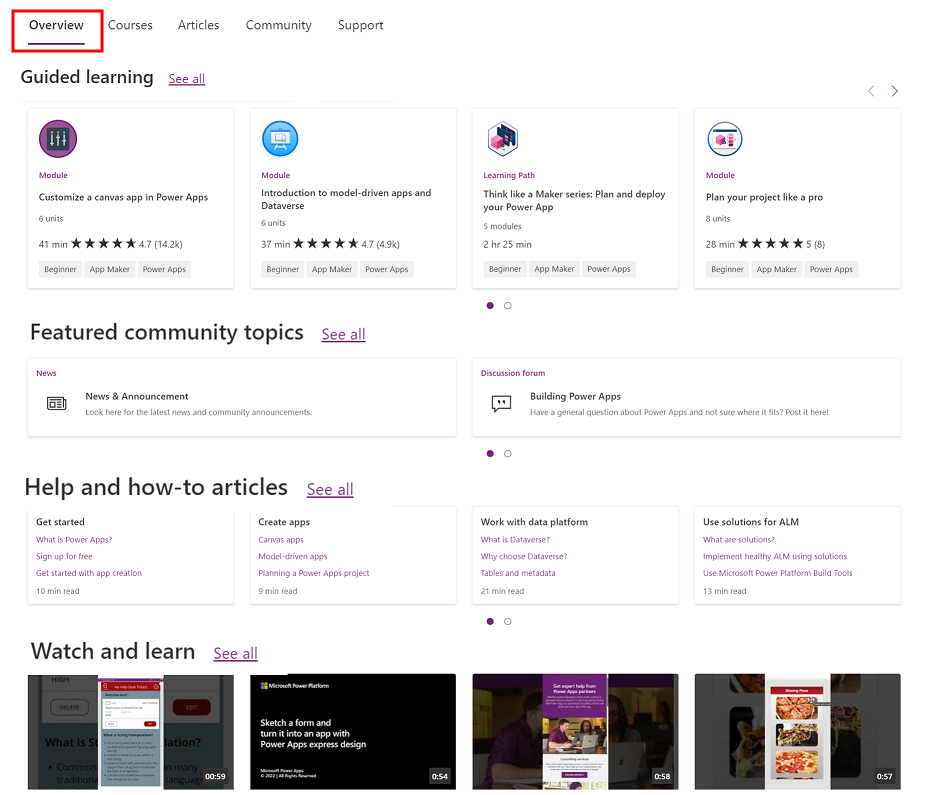 Overview Courses Articles Community Support
Guided learning See all
Module
Customize a canvas app in Power Apps
6 units
41 min ★★★★★ 4.7 (14.2k)
Beginner App Maker Power Apps
Module
Introduction to model-driven apps and
Dataverse
6 units
37 min ★★★★★ 4.7 (4.9k)
Beginner App Maker Power Apps
Learning Path
Think like a Maker series: Plan and deploy
your Power App
5 modules
2 hr 25 min
Beginner App Maker Power Apps
Module
Plan your project like a pro
8 units
28 min ★★★★★ 5 (8)
Beginner App Maker Power Apps
Featured community topics See all
News
News & Announcement
Look here for the latest news and community announcements.
Discussion forum
Building Power Apps
Have a general question about Power Apps and not sure where it fits? Post it here!
Help and how-to articles See all
Get started
What is Power Apps?
Sign up for free
Get started with app creation
10 min read
Create apps
Canvas apps
Model-driven apps
Planning a Power Apps project
9 min read
Work with data platform
What is Dataverse?
Why choose Dataverse?
Tables and metadata
21 min read
Use solutions for ALM
What are solutions?
Implement healthy ALM using solutions
Use Microsoft Power Platform Build Tools
13 min read
Watch and learn See all
HIGH
DELETE
EDIT
What is S
lation?
Common
in many
traditiona
languag
00:59
Microsoft Power Platform
Sketch a form and
turn it into an app with
Power Apps express design
Microsoft Power Apps
© 2022 | All Rights Reserved
0:54
Get expert help from
Power Apps partners
Consulting services
0:58
Missing Pizza
0:57